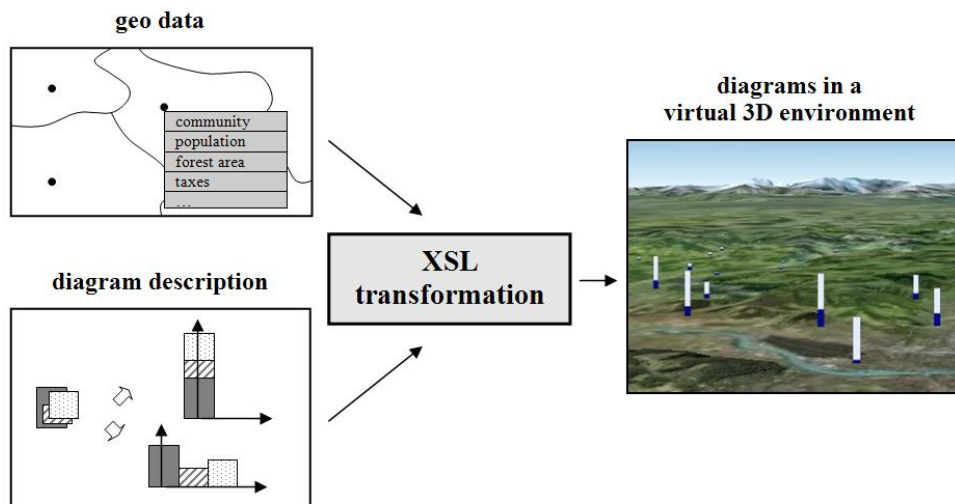 geo data
community
population
forest area
taxes
...
diagram description
XSL
transformation
diagrams in a
virtual 3D environment